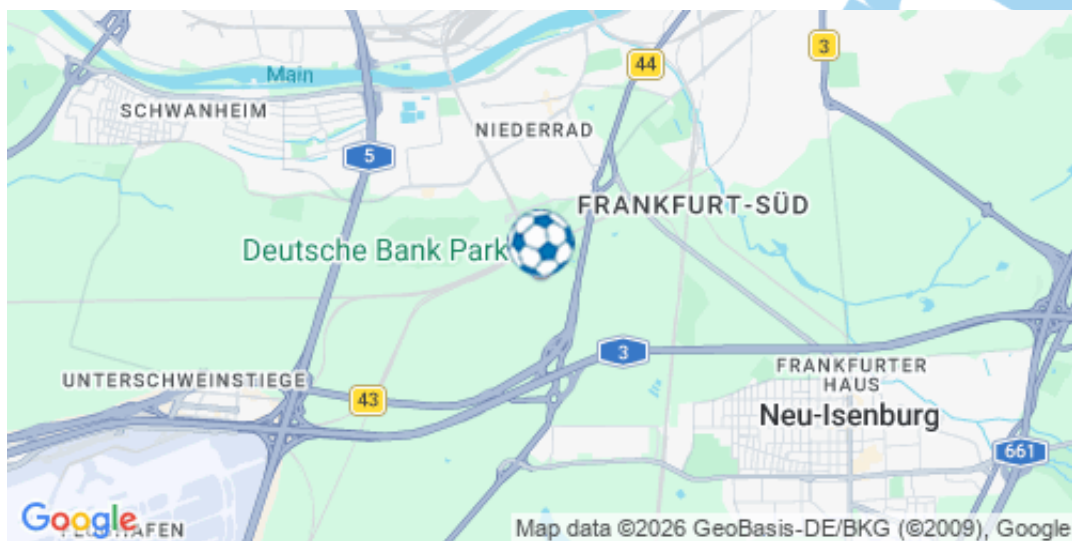 3
44
Main
SCHWANHEIM
NIEDERRAD
5
FRANKFURT-SÜD
Deutsche Bank Park
3
FRANKFURTER
HAUS
UNTERSCHWEINSTIEGE
43
Neu-Isenburg
661
Google
Map data ©2026 GeoBasis-DE/BKG (©2009), Google